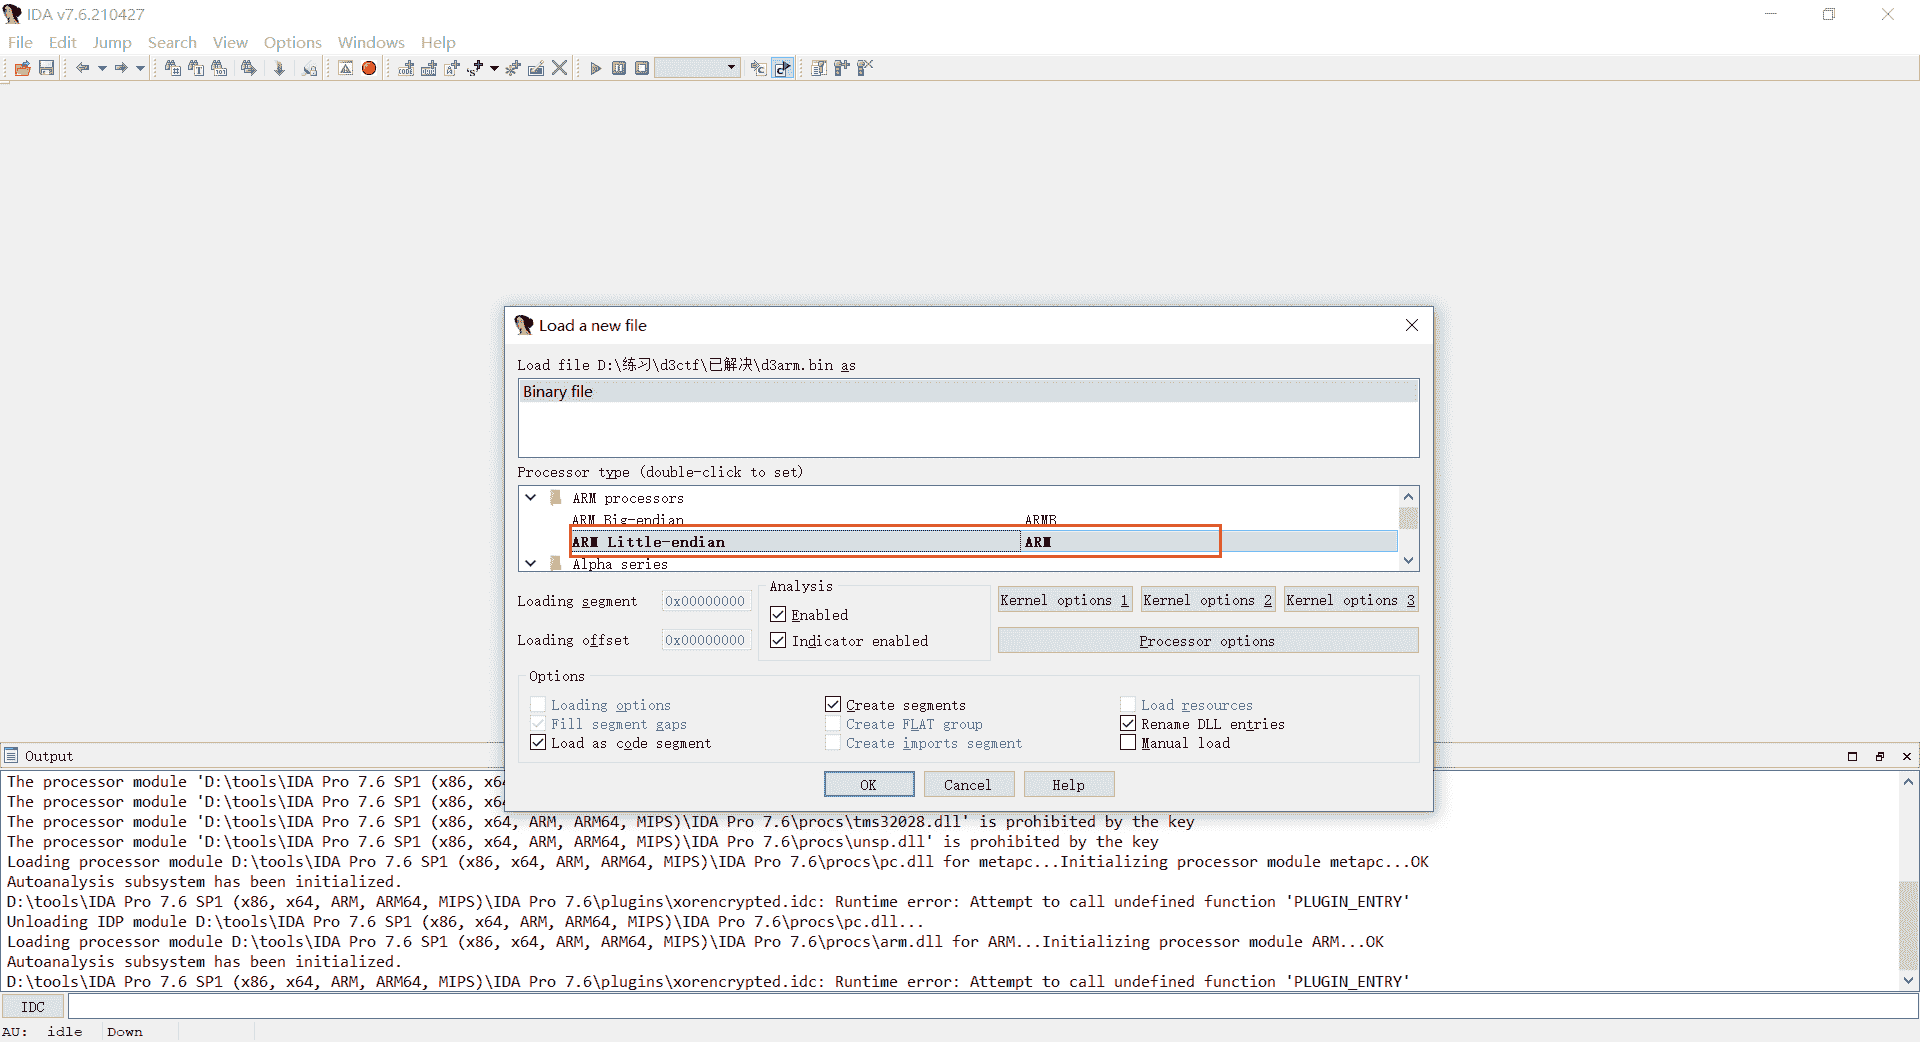 IDA v7.6.210427
File Edit Jump Search View Options Windows Help
Load a new file
Load file D:\练习\d3ctf\已解决\d3arm.bin as
Binary file
Processor type (double-click to set)
ARM processors
ARM Big-endian ARMB
ARM Little-endian ARM
Alpha series
Loading segment 0x00000000
Loading offset 0x00000000
Analysis
Enabled
Indicator enabled
Kernel options 1 Kernel options 2 Kernel options 3
Processor options
Options
Loading options Create segments Load resources
Fill segment gaps Create FLAT group Rename DLL entries
Load as code segment Create imports segment Manual load
OK Cancel Help
Output
The processor module 'D:\tools\IDA Pro 7.6 SP1 (x86, x64
The processor module 'D:\tools\IDA Pro 7.6 SP1 (x86, x64
The processor module 'D:\tools\IDA Pro 7.6 SP1 (x86, x64, ARM, ARM64, MIPS)\IDA Pro 7.6\procs\tms32028.dll' is prohibited by the key
The processor module 'D:\tools\IDA Pro 7.6 SP1 (x86, x64, ARM, ARM64, MIPS)\IDA Pro 7.6\procs\unsp.dll' is prohibited by the key
Loading processor module D:\tools\IDA Pro 7.6 SP1 (x86, x64, ARM, ARM64, MIPS)\IDA Pro 7.6\procs\pc.dll for metapc...Initializing processor module metapc...OK
Autoanalysis subsystem has been initialized.
D:\tools\IDA Pro 7.6 SP1 (x86, x64, ARM, ARM64, MIPS)\IDA Pro 7.6\plugins\xorencrypted.idc: Runtime error: Attempt to call undefined function 'PLUGIN_ENTRY'
Unloading IDP module D:\tools\IDA Pro 7.6 SP1 (x86, x64, ARM, ARM64, MIPS)\IDA Pro 7.6\procs\pc.dll...
Loading processor module D:\tools\IDA Pro 7.6 SP1 (x86, x64, ARM, ARM64, MIPS)\IDA Pro 7.6\procs\arm.dll for ARM...Initializing processor module ARM...OK
Autoanalysis subsystem has been initialized.
D:\tools\IDA Pro 7.6 SP1 (x86, x64, ARM, ARM64, MIPS)\IDA Pro 7.6\plugins\xorencrypted.idc: Runtime error: Attempt to call undefined function 'PLUGIN_ENTRY'
IDC
AU: idle Down